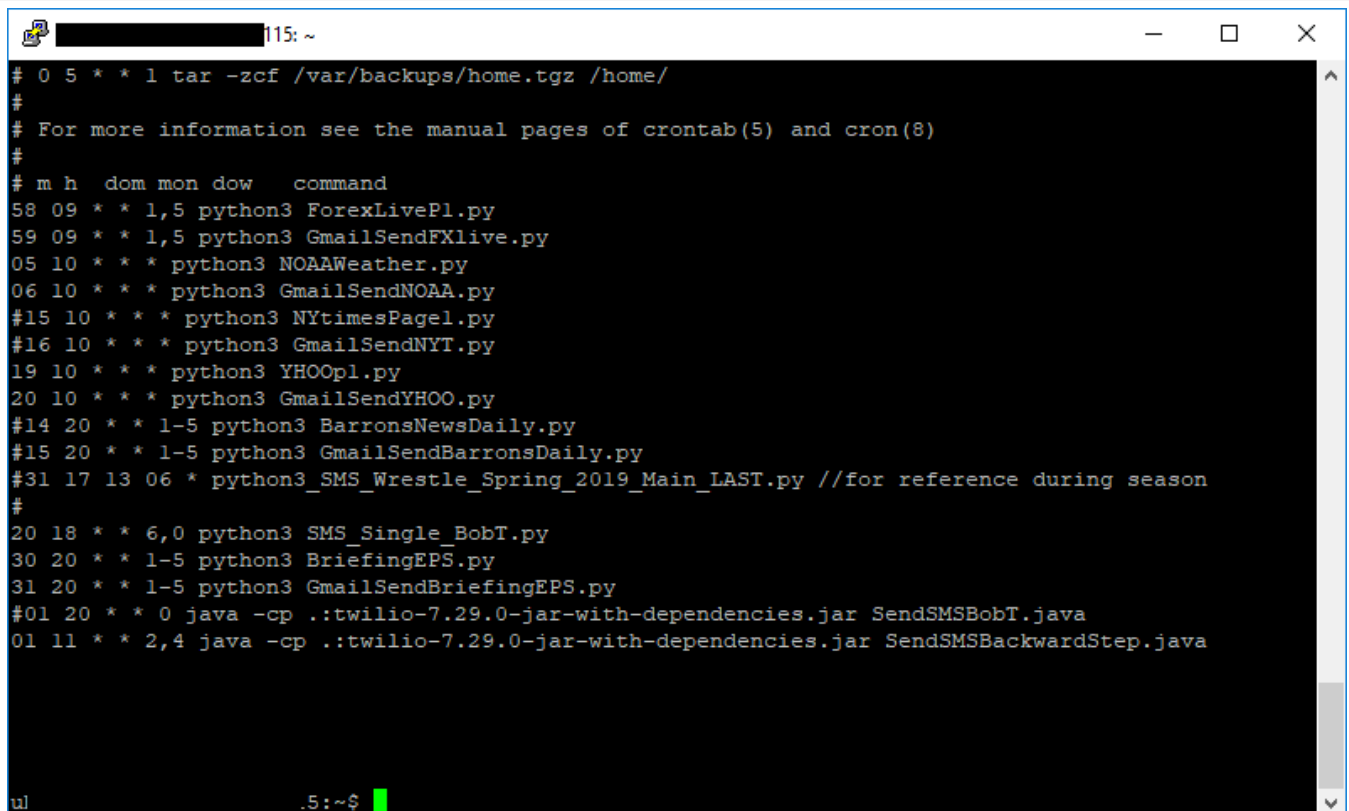 115: ~
# 0 5 * * 1 tar -zcf /var/backups/home.tgz /home/
#
# For more information see the manual pages of crontab(5) and cron(8)
#
# m h  dom mon dow   command
58 09 * * 1,5 python3 ForexLiveP1.py
59 09 * * 1,5 python3 GmailSendFXlive.py
05 10 * * * python3 NOAAWeather.py
06 10 * * * python3 GmailSendNOAA.py
#15 10 * * * python3 NYtimesPage1.py
#16 10 * * * python3 GmailSendNYT.py
19 10 * * * python3 YHOOp1.py
20 10 * * * python3 GmailSendYHOO.py
#14 20 * * 1-5 python3 BarronsNewsDaily.py
#15 20 * * 1-5 python3 GmailSendBarronsDaily.py
#31 17 13 06 * python3_SMS_Wrestle_Spring_2019_Main_LAST.py //for reference during season
#
20 18 * * 6,0 python3 SMS_Single_BobT.py
30 20 * * 1-5 python3 BriefingEPS.py
31 20 * * 1-5 python3 GmailSendBriefingEPS.py
#01 20 * * 0 java -cp .:twilio-7.29.0-jar-with-dependencies.jar SendSMSBobT.java
01 11 * * 2,4 java -cp .:twilio-7.29.0-jar-with-dependencies.jar SendSMSBackwardStep.java
.5:~$